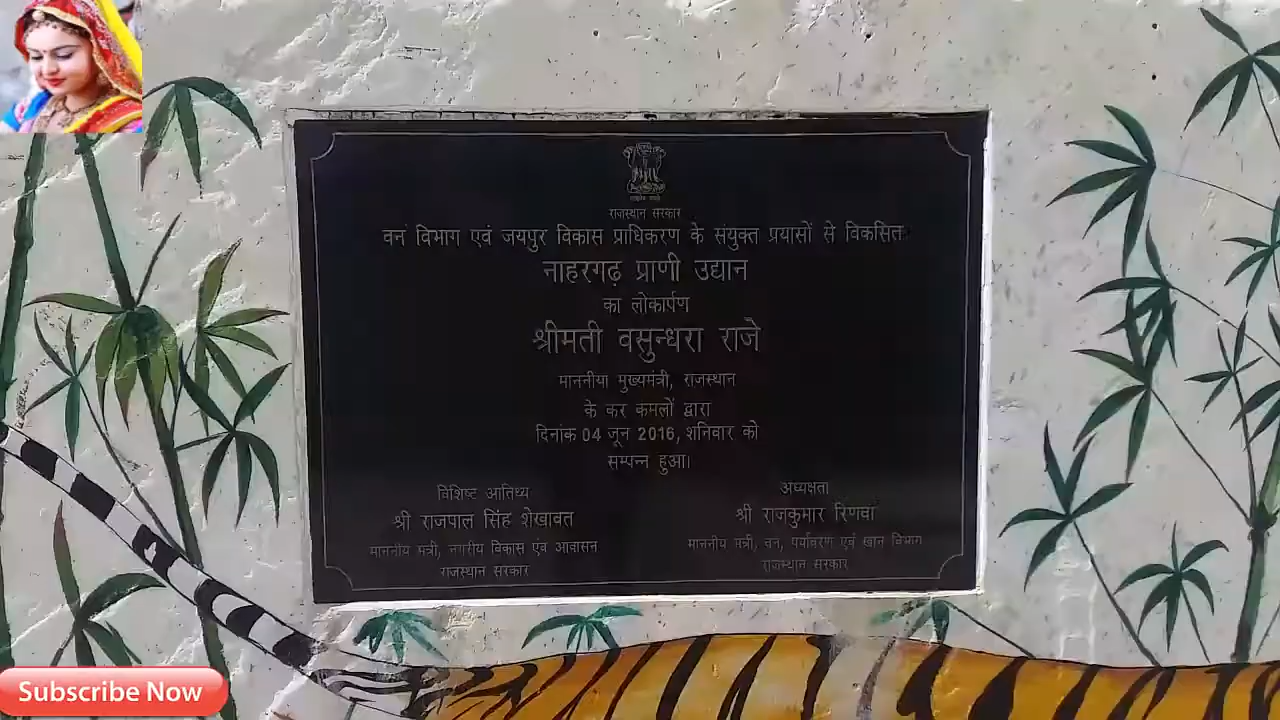 राजस्थान सरकार
वन विभाग एवं जयपुर विकास प्राधिकरण के संयुक्त प्रयासों से विकसित
नाहरगढ़ प्राणी उद्यान
का लोकार्पण
श्रीमती वसुन्धरा राजे
माननीया मुख्यमंत्री, राजस्थान
के कर कमलों द्वारा
दिनांक 04 जून 2016, शनिवार को
सम्पन्न हुआ।
विशिष्ट आतिथ्य
श्री राजपाल सिंह शेखावत
माननीय मंत्री, नगरीय विकास एंव आवासन
राजस्थान सरकार
अध्यक्षता
श्री राजकुमार रिणवां
माननीय मंत्री, वन, पर्यावरण एवं खान विभाग
राजस्थान सरकार
Subscribe Now